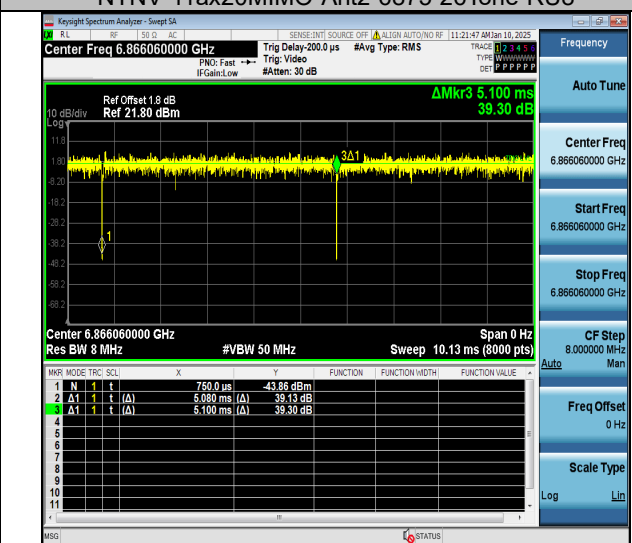 NTNV-11ax20MIMO-Ant2-6875-26Tone RU8
Keysight Spectrum Analyzer - Swept SA
RL RF 50 Ω AC SENSE:INT SOURCE OFF ALIGN AUTO/NO RF 11:21:47 AM Jan 10, 2025
Center Freq 6.866060000 GHz
PNO: Fast
IFGain:Low
Trig Delay-200.0 µs #Avg Type: RMS
Trig: Video
#Atten: 30 dB
TRACE 1 2 3 4 5 6
TYPE WWWWWW
DET P P P P P P
Frequency
Auto Tune
Center Freq
6.866060000 GHz
Start Freq
6.866060000 GHz
Stop Freq
6.866060000 GHz
CF Step
8.000000 MHz
Auto Man
Freq Offset
0 Hz
Scale Type
Log Lin
ΔMkr3 5.100 ms
39.30 dB
Ref Offset 1.8 dB
10 dB/div Ref 21.80 dBm
Log
11.8
1.80
-8.20
-18.2
-28.2
-38.2
-48.2
-58.2
-68.2
3Δ1
1
Center 6.866060000 GHz Span 0 Hz
Res BW 8 MHz #VBW 50 MHz Sweep 10.13 ms (8000 pts)
MKR MODE TRC SCL X Y FUNCTION FUNCTION WIDTH FUNCTION VALUE
1 N 1 t 750.0 µs -43.86 dBm
2 Δ1 1 t (Δ) 5.080 ms (Δ) 39.13 dB
3 Δ1 1 t (Δ) 5.100 ms (Δ) 39.30 dB
4
5
6
7
8
9
10
11
MSG STATUS